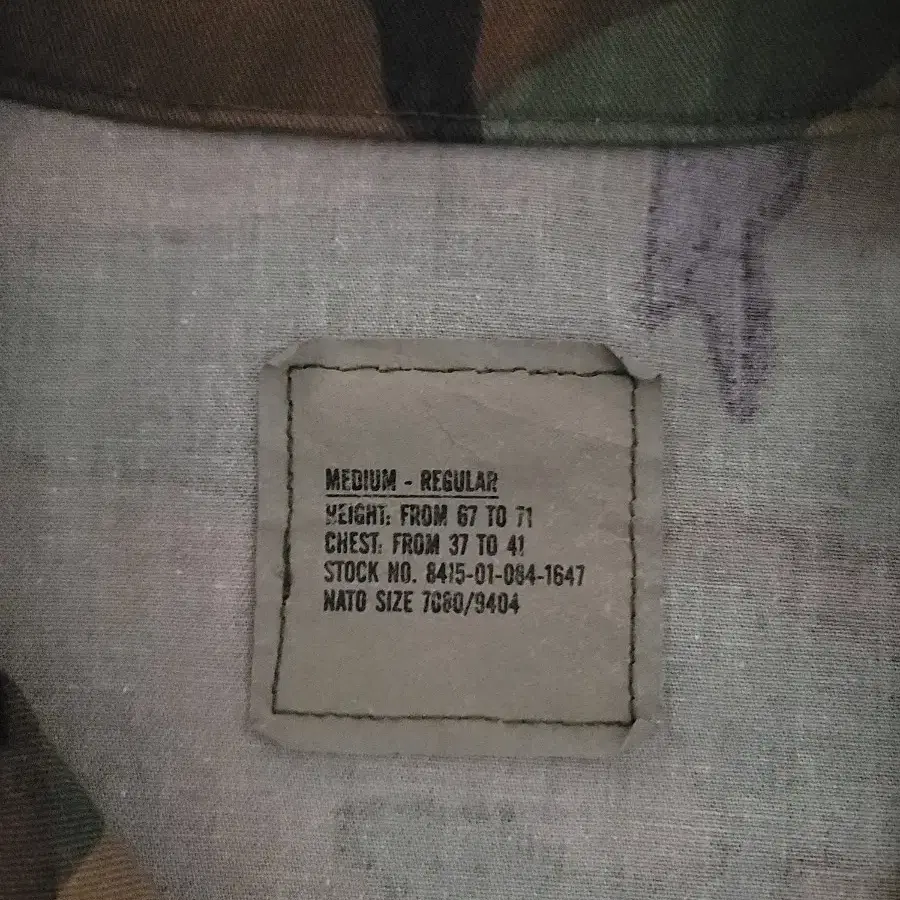 MEDIUM - REGULAR
HEIGHT: FROM 67 TO 71
CHEST: FROM 37 TO 41
STOCK NO. 8415-01-084-1647
NATO SIZE 7080/9404